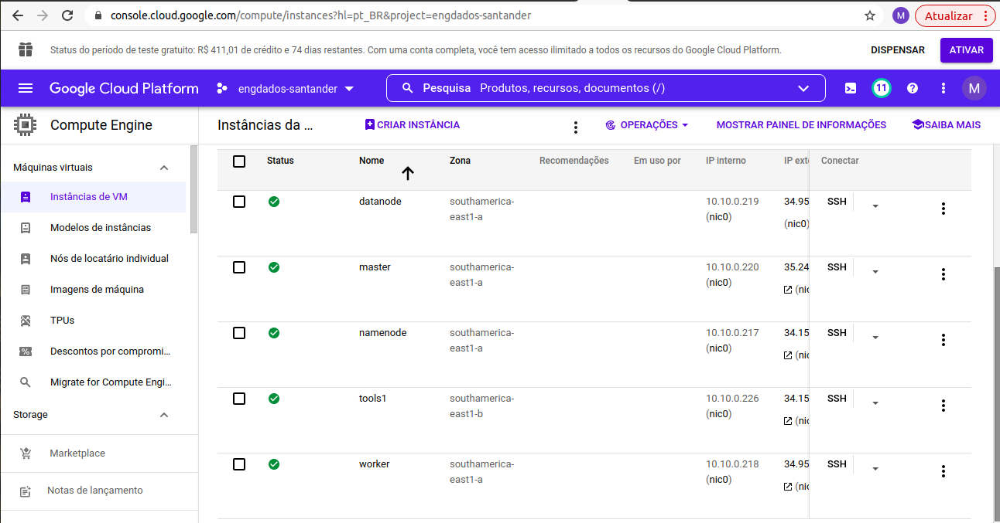 console.cloud.google.com/compute/instances?hl=pt_BR&project=engdados-santander
M
Atualizar
Status do período de teste gratuito: R$ 411,01 de crédito e 74 dias restantes. Com uma conta completa, você tem acesso ilimitado a todos os recursos do Google Cloud Platform.
DISPENSAR
ATIVAR
Google Cloud Platform
engdados-santander
Pesquisa Produtos, recursos, documentos (/)
11
M
Compute Engine
Instâncias da ...
CRIAR INSTÂNCIA
OPERAÇÕES
MOSTRAR PAINEL DE INFORMAÇÕES
SAIBA MAIS
Máquinas virtuais
Instâncias de VM
Modelos de instâncias
Nós de locatário individual
Imagens de máquina
TPUs
Descontos por compromi...
Migrate for Compute Engi...
Storage
Marketplace
Notas de lançamento
Status Nome Zona Recomendações Em uso por IP interno IP exte Conectar
datanode southamerica- 10.10.0.219 34.95 SSH
east1-a (nic0) (nic0)
master southamerica- 10.10.0.220 35.24 SSH
east1-a (nic0) (nic
namenode southamerica- 10.10.0.217 34.15 SSH
east1-a (nic0) (nic
tools1 southamerica- 10.10.0.226 34.15 SSH
east1-b (nic0) (nic
worker southamerica- 10.10.0.218 34.95 SSH
east1-a (nic0) (nic